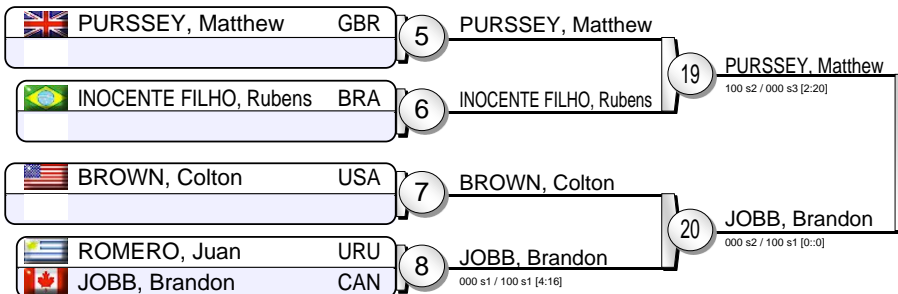 PURSSEY, Matthew GBR
5
PURSSEY, Matthew
19
PURSSEY, Matthew
100 s2 / 000 s3 [2:20]
INOCENTE FILHO, Rubens BRA
6
INOCENTE FILHO, Rubens
BROWN, Colton USA
7
BROWN, Colton
20
JOBB, Brandon
000 s2 / 100 s1 [0::0]
ROMERO, Juan URU
JOBB, Brandon CAN
8
JOBB, Brandon
000 s1 / 100 s1 [4:16]